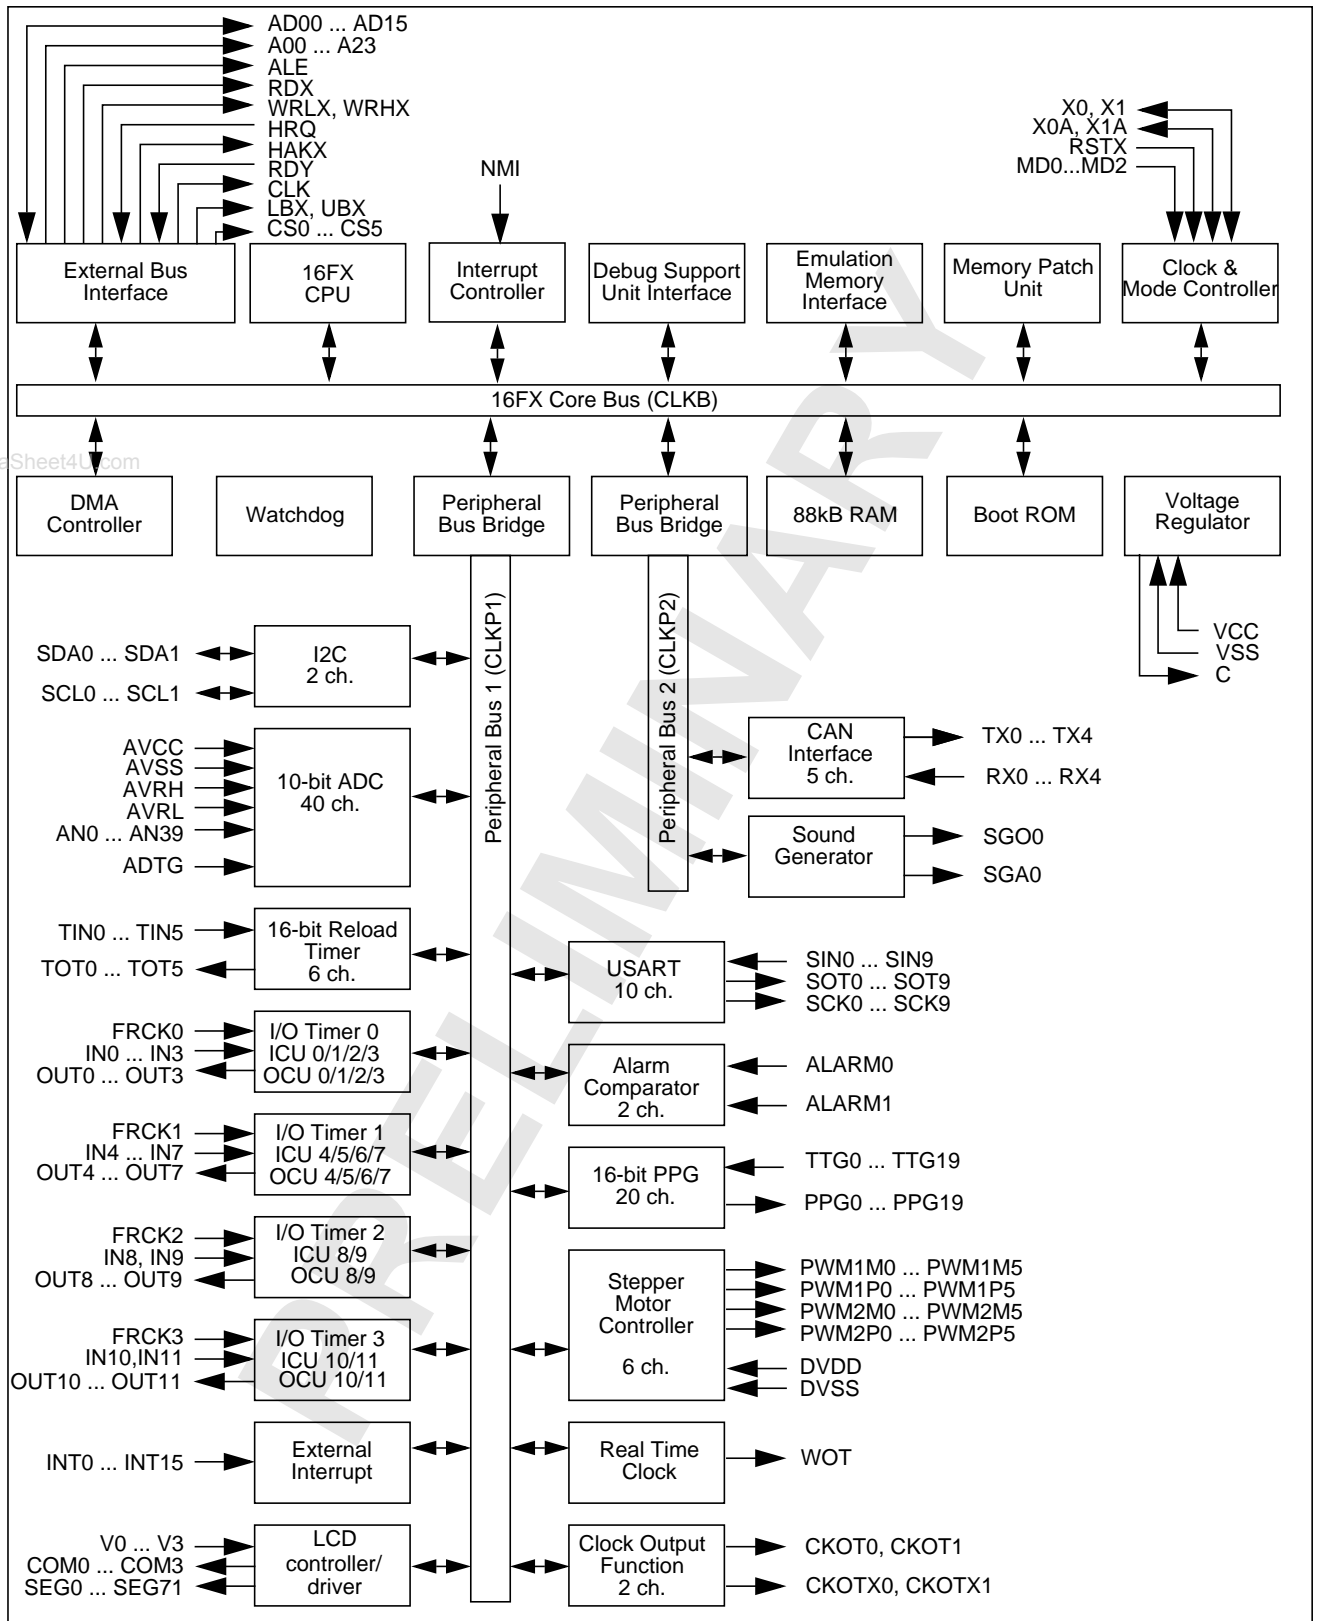 AD00 ... AD15
A00 ... A23
ALE
RDX
WRLX, WRHX
HRQ
HAKX
RDY
CLK
LBX, UBX
CS0 ... CS5
NMI
X0, X1
X0A, X1A
RSTX
MD0...MD2
External Bus
Interface
16FX
CPU
Interrupt
Controller
Debug Support
Unit Interface
Emulation
Memory
Interface
Memory Patch
Unit
Clock &
Mode Controller
16FX Core Bus (CLKB)
aSheet4U.com
DMA
Controller
Watchdog
Peripheral
Bus Bridge
Peripheral
Bus Bridge
88kB RAM
Boot ROM
Voltage
Regulator
VCC
VSS
C
Peripheral Bus 1 (CLKP1)
Peripheral Bus 2 (CLKP2)
SDA0 ... SDA1
SCL0 ... SCL1
I2C
2 ch.
AVCC
AVSS
AVRH
AVRL
AN0 ... AN39
ADTG
10-bit ADC
40 ch.
TIN0 ... TIN5
TOT0 ... TOT5
16-bit Reload
Timer
6 ch.
FRCK0
IN0 ... IN3
OUT0 ... OUT3
I/O Timer 0
ICU 0/1/2/3
OCU 0/1/2/3
FRCK1
IN4 ... IN7
OUT4 ... OUT7
I/O Timer 1
ICU 4/5/6/7
OCU 4/5/6/7
FRCK2
IN8, IN9
OUT8 ... OUT9
I/O Timer 2
ICU 8/9
OCU 8/9
FRCK3
IN10,IN11
OUT10 ... OUT11
I/O Timer 3
ICU 10/11
OCU 10/11
INT0 ... INT15
External
Interrupt
V0 ... V3
COM0 ... COM3
SEG0 ... SEG71
LCD
controller/
driver
CAN
Interface
5 ch.
TX0 ... TX4
RX0 ... RX4
Sound
Generator
SGO0
SGA0
USART
10 ch.
SIN0 ... SIN9
SOT0 ... SOT9
SCK0 ... SCK9
Alarm
Comparator
2 ch.
ALARM0
ALARM1
16-bit PPG
20 ch.
TTG0 ... TTG19
PPG0 ... PPG19
Stepper
Motor
Controller
6 ch.
PWM1M0 ... PWM1M5
PWM1P0 ... PWM1P5
PWM2M0 ... PWM2M5
PWM2P0 ... PWM2P5
DVDD
DVSS
Real Time
Clock
WOT
Clock Output
Function
2 ch.
CKOT0, CKOT1
CKOTX0, CKOTX1
PRELIMINARY